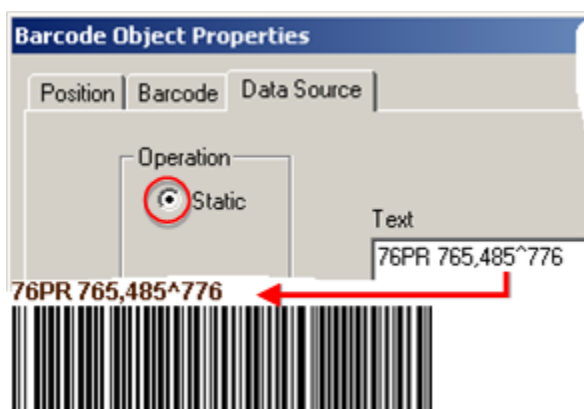 Barcode Object Properties
Position Barcode Data Source
Operation
Static
Text
76PR 765,485^776
76PR 765,485^776